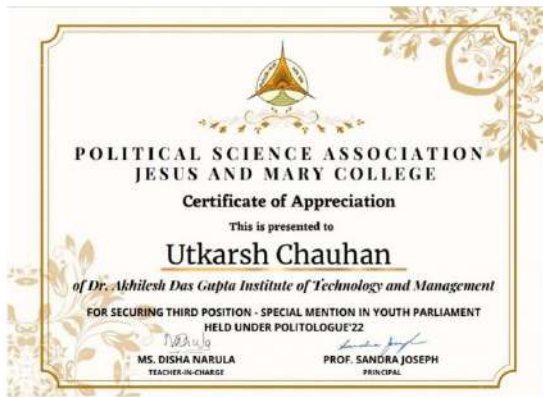 POLITICAL SCIENCE ASSOCIATION
JESUS AND MARY COLLEGE
Certificate of Appreciation
This is presented to
Utkarsh Chauhan
of Dr. Akhilesh Das Gupta Institute of Technology and Management
FOR SECURING THIRD POSITION - SPECIAL MENTION IN YOUTH PARLIAMENT
HELD UNDER POLITOLOGUE'22
MS. DISHA NARULA
TEACHER-IN-CHARGE
PROF. SANDRA JOSEPH
PRINCIPAL